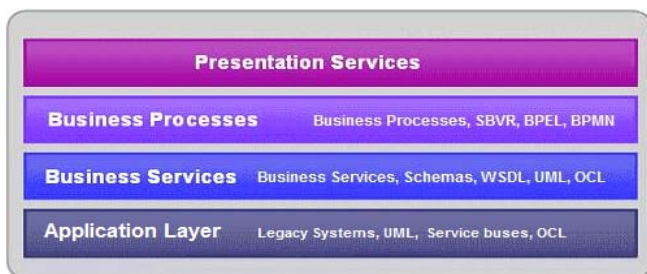 Presentation Services
Business Processes Business Processes, SBVR, BPEL, BPMN
Business Services Business Services, Schemas, WSDL, UML, OCL
Application Layer Legacy Systems, UML, Service buses, OCL